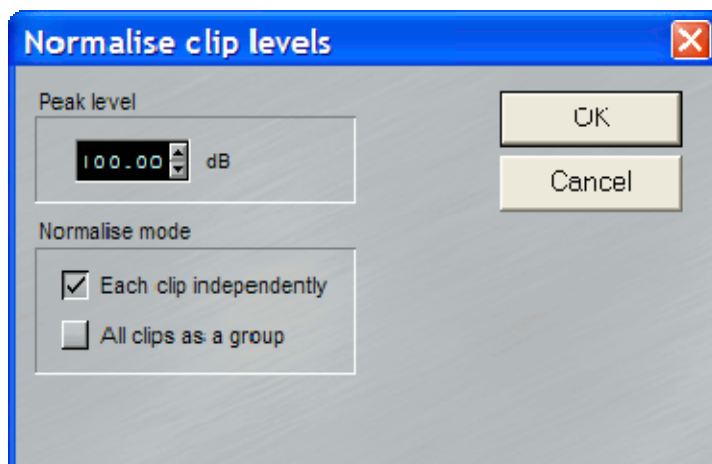 Normalise clip levels
Peak level
100.00 dB
OK
Cancel
Normalise mode
Each clip independently
All clips as a group